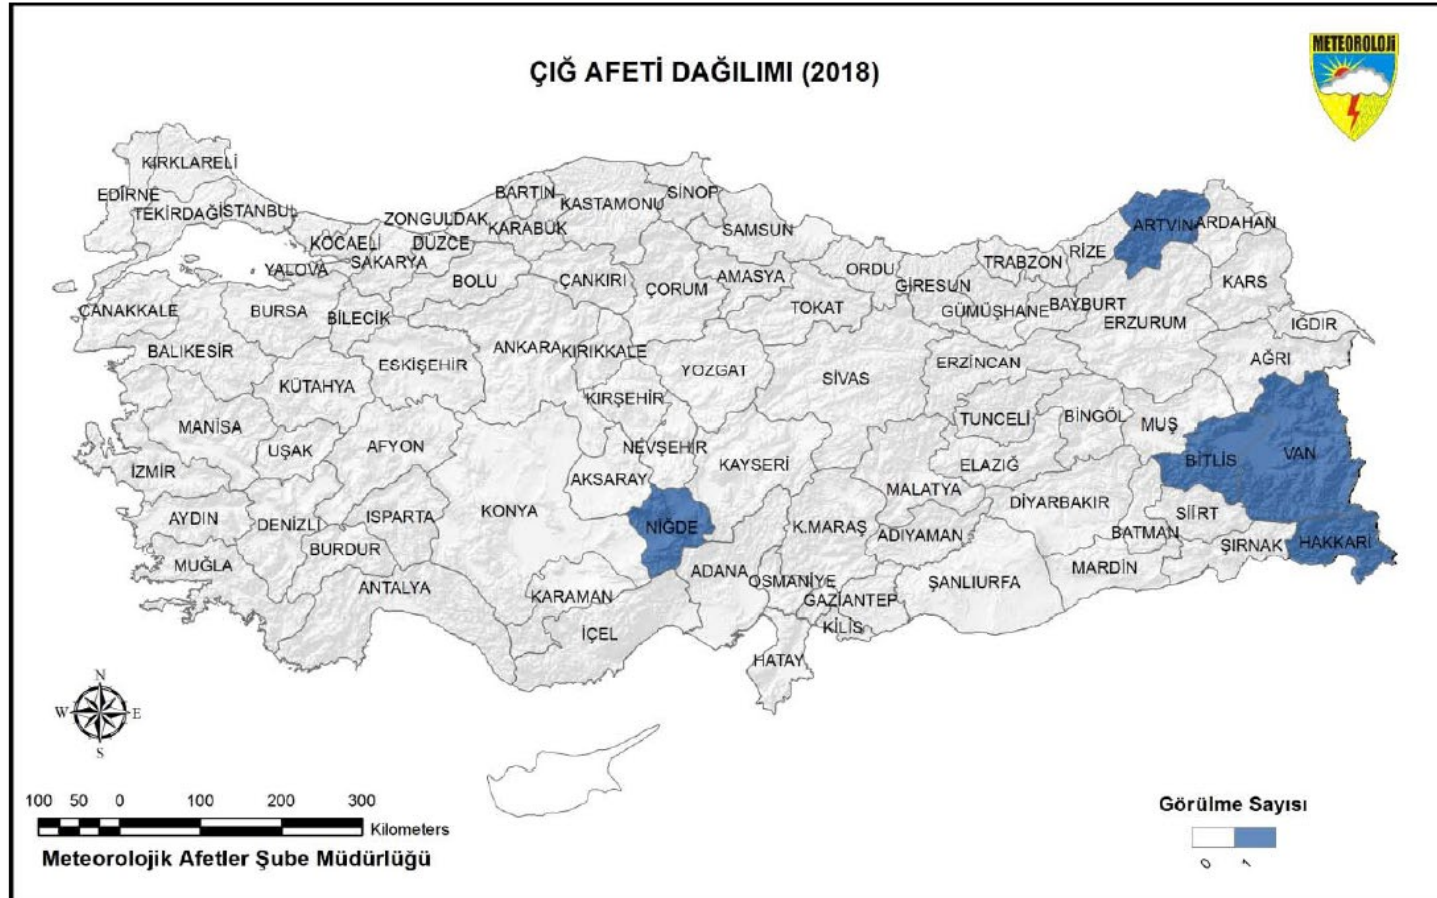 METEOROLOJİ
ÇIĞ AFETİ DAĞILIMI (2018)
KIRKLARELİ
EDİRNE
TEKİRDAĞ
İSTANBUL
ZONGULDAK
BARTIN
KASTAMONU
SİNOP
KARABÜK
SAMSUN
ARTVİN
ARDAHAN
KOCAELİ
DÜZCE
SAKARYA
YALOVA
BOLU
ÇANKIRI
ÇORUM
AMASYA
ORDU
GİRESUN
TRABZON
RİZE
KARS
ÇANAKKALE
BURSA
BİLECİK
TOKAT
GÜMÜŞHANE
BAYBURT
ERZURUM
IĞDIR
BALIKESİR
ESKİŞEHİR
ANKARA
KIRIKKALE
YOZGAT
SİVAS
ERZİNCAN
AĞRI
KÜTAHYA
KIRŞEHİR
TUNCELİ
BİNGÖL
MUŞ
MANİSA
UŞAK
AFYON
NEVŞEHİR
KAYSERİ
ELAZIĞ
BİTLİS
VAN
İZMİR
AKSARAY
MALATYA
DİYARBAKIR
SİİRT
AYDIN
DENİZLİ
ISPARTA
KONYA
NİĞDE
K.MARAŞ
ADIYAMAN
BATMAN
ŞIRNAK
HAKKARİ
MUĞLA
BURDUR
ANTALYA
KARAMAN
ADANA
OSMANİYE
GAZİANTEP
ŞANLIURFA
MARDİN
İÇEL
KİLİS
HATAY
N
W E
S
100 50 0 100 200 300
Kilometers
Meteorolojik Afetler Şube Müdürlüğü
Görülme Sayısı
0 1